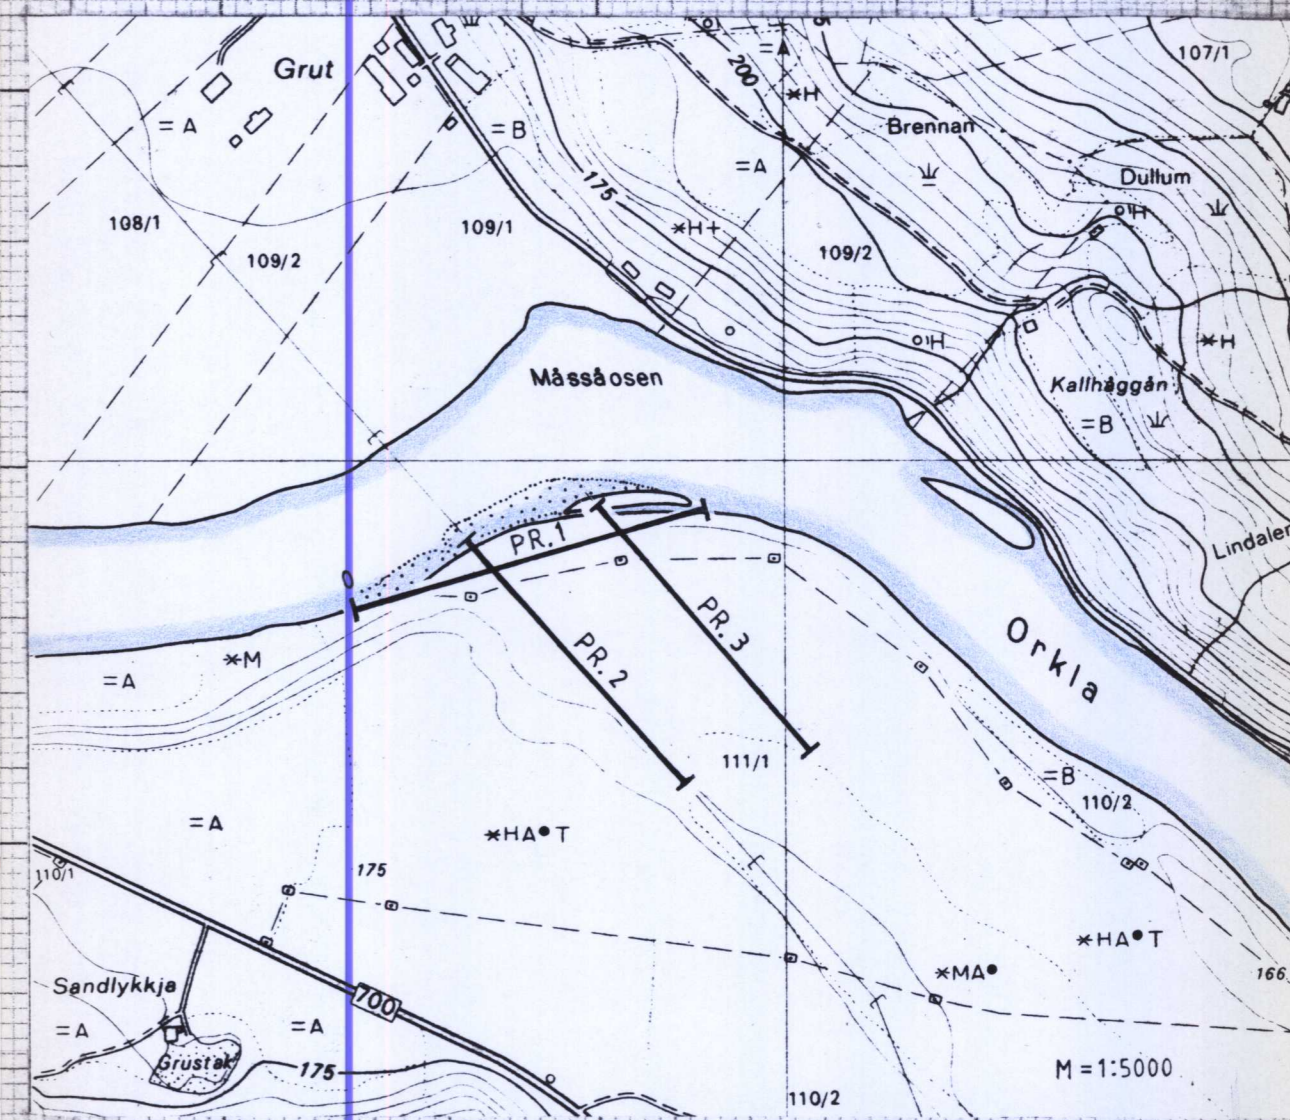 Grut
=A
=B
=A
200
H
107/1
Brennan
=A
Dullum
175
H
108/1
109/1
H+
109/2
109/2
H
H
Måssåosen
Kallhåggån
=B
Lindalen
PR.1
PR.3
PR.2
Orkla
M
=A
111/1
=B
110/2
=A
HA T
110/1
175
HA T
MA
166
Sandlykkja
700
=A
=A
Grustak
175
M = 1:5000
110/2